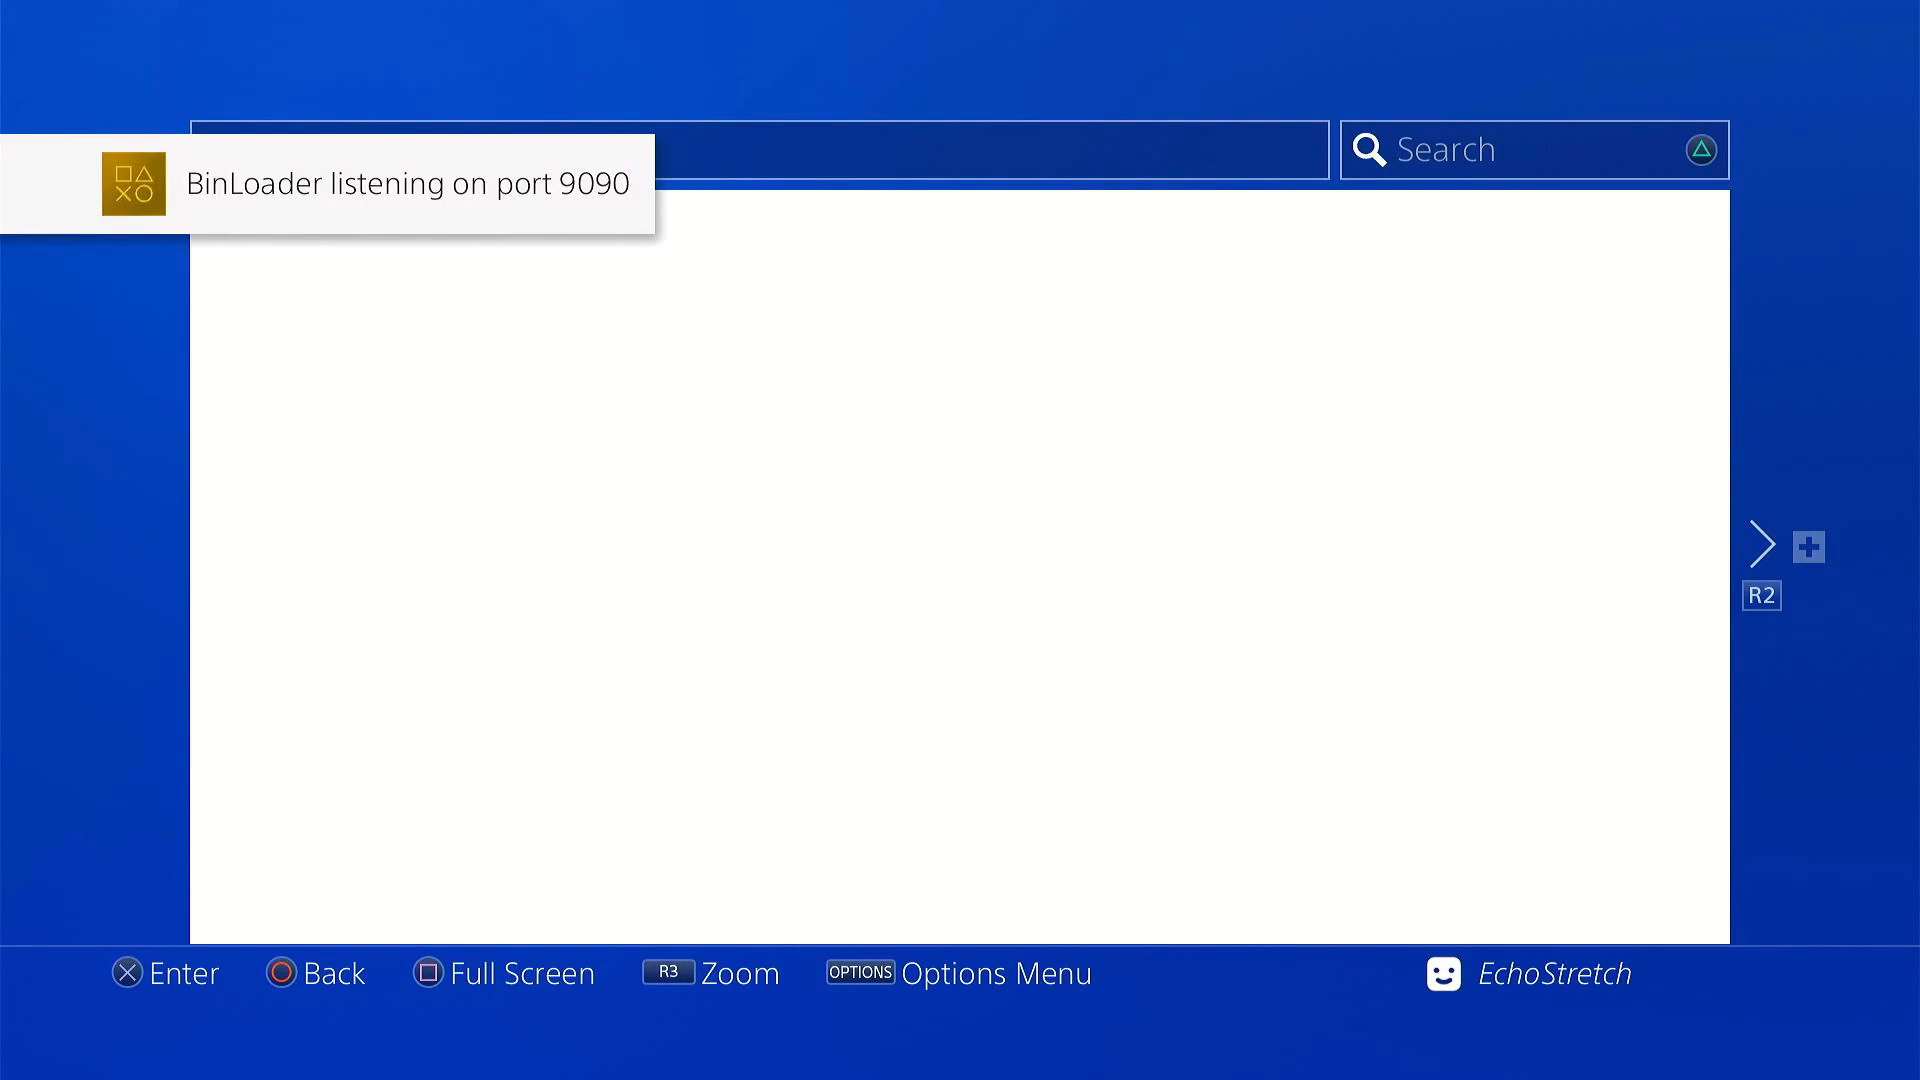 Search
BinLoader listening on port 9090
R2
Enter Back Full Screen R3 Zoom OPTIONS Options Menu EchoStretch